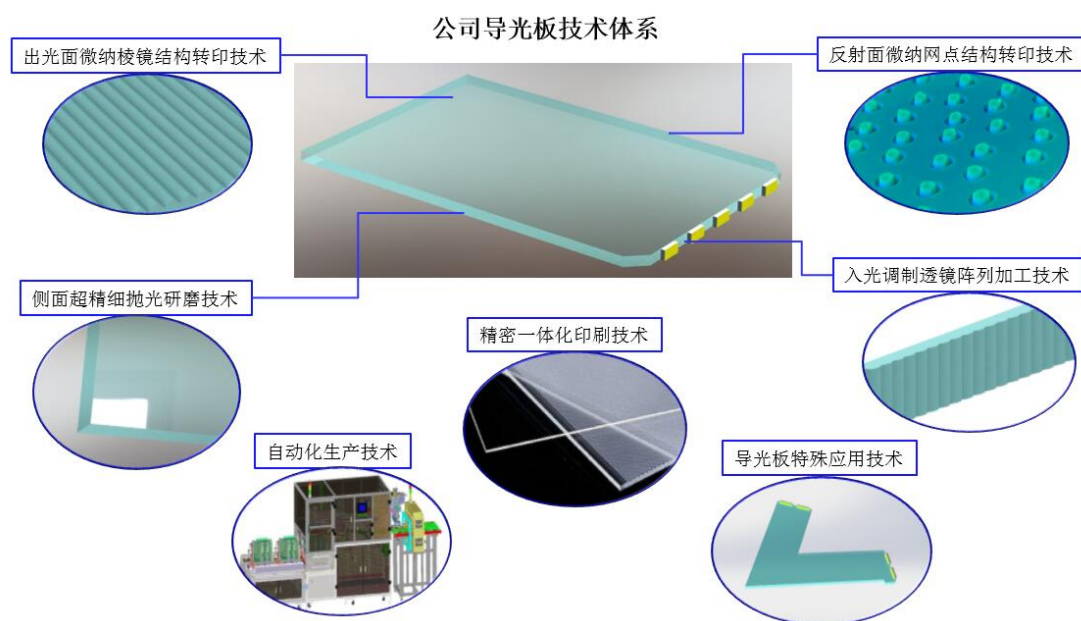 公司导光板技术体系
出光面微纳棱镜结构转印技术
反射面微纳网点结构转印技术
侧面超精细抛光研磨技术
入光调制透镜阵列加工技术
精密一体化印刷技术
自动化生产技术
导光板特殊应用技术